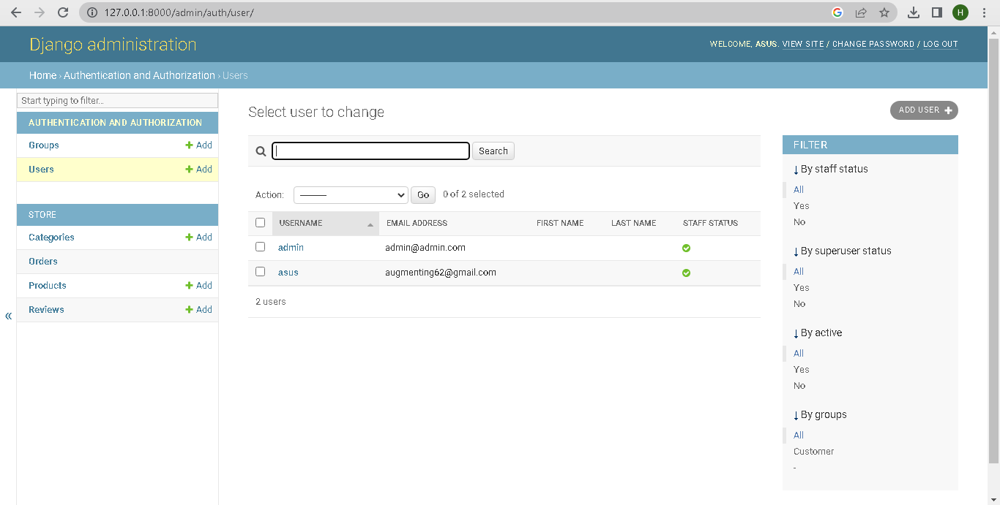 127.0.0.1:8000/admin/auth/user/
H
Django administration
WELCOME, ASUS. VIEW SITE / CHANGE PASSWORD / LOG OUT
Home › Authentication and Authorization › Users
Start typing to filter...
AUTHENTICATION AND AUTHORIZATION
Groups + Add
Users + Add
STORE
Categories + Add
Orders
Products + Add
Reviews + Add
«
Select user to change
ADD USER +
Search
Action: --------- Go 0 of 2 selected
USERNAME EMAIL ADDRESS FIRST NAME LAST NAME STAFF STATUS
admin admin@admin.com
asus augmenting62@gmail.com
2 users
FILTER
↓ By staff status
All
Yes
No
↓ By superuser status
All
Yes
No
↓ By active
All
Yes
No
↓ By groups
All
Customer
-